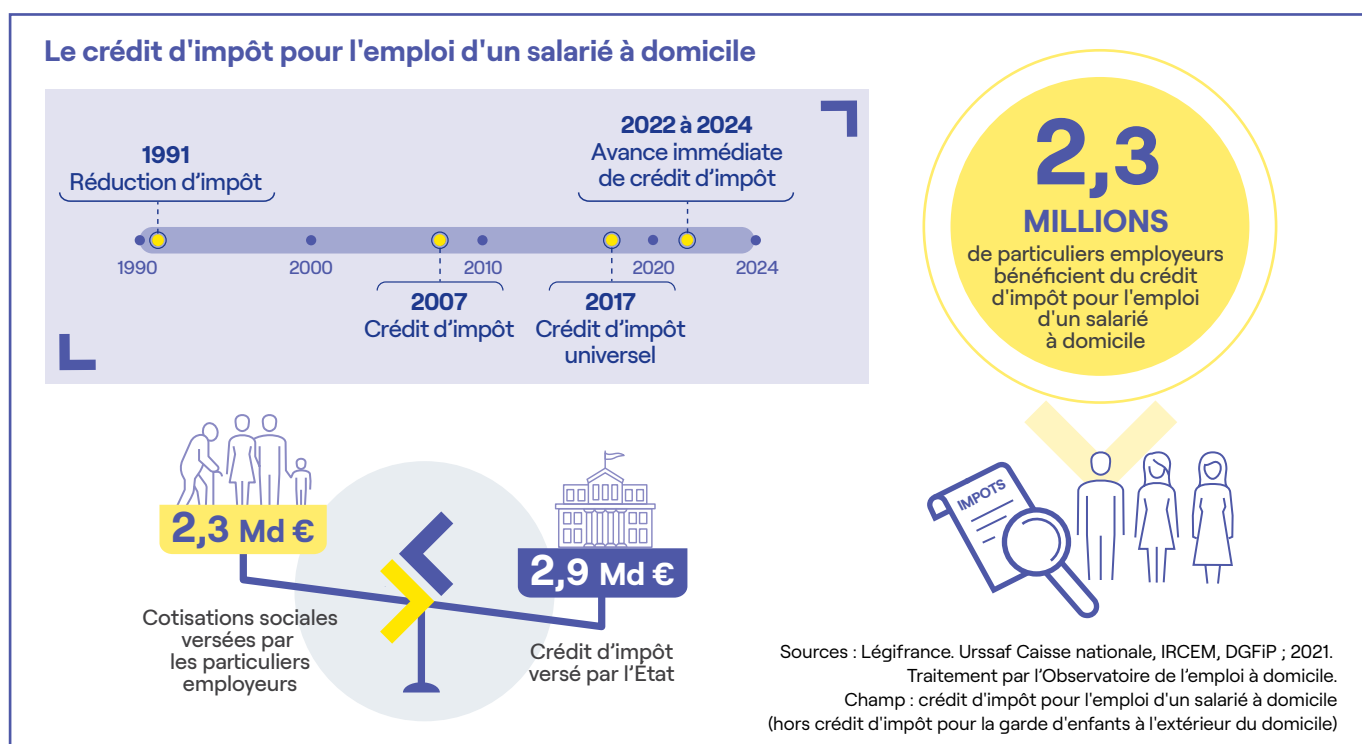 Le crédit d'impôt pour l'emploi d'un salarié à domicile
1991
Réduction d'impôt
2022 à 2024
Avance immédiate
de crédit d'impôt
1990
2000
2010
2020
2024
2007
Crédit d'impôt
2017
Crédit d'impôt
universel
2,3
MILLIONS
de particuliers employeurs
bénéficient du crédit
d'impôt pour l'emploi
d'un salarié
à domicile
2,3 Md €
Cotisations sociales
versées par
les particuliers
employeurs
2,9 Md €
Crédit d'impôt
versé par l'État
IMPOTS
Sources : Légifrance. Urssaf Caisse nationale, IRCEM, DGFiP ; 2021.
Traitement par l'Observatoire de l'emploi à domicile.
Champ : crédit d'impôt pour l'emploi d'un salarié à domicile
(hors crédit d'impôt pour la garde d'enfants à l'extérieur du domicile)